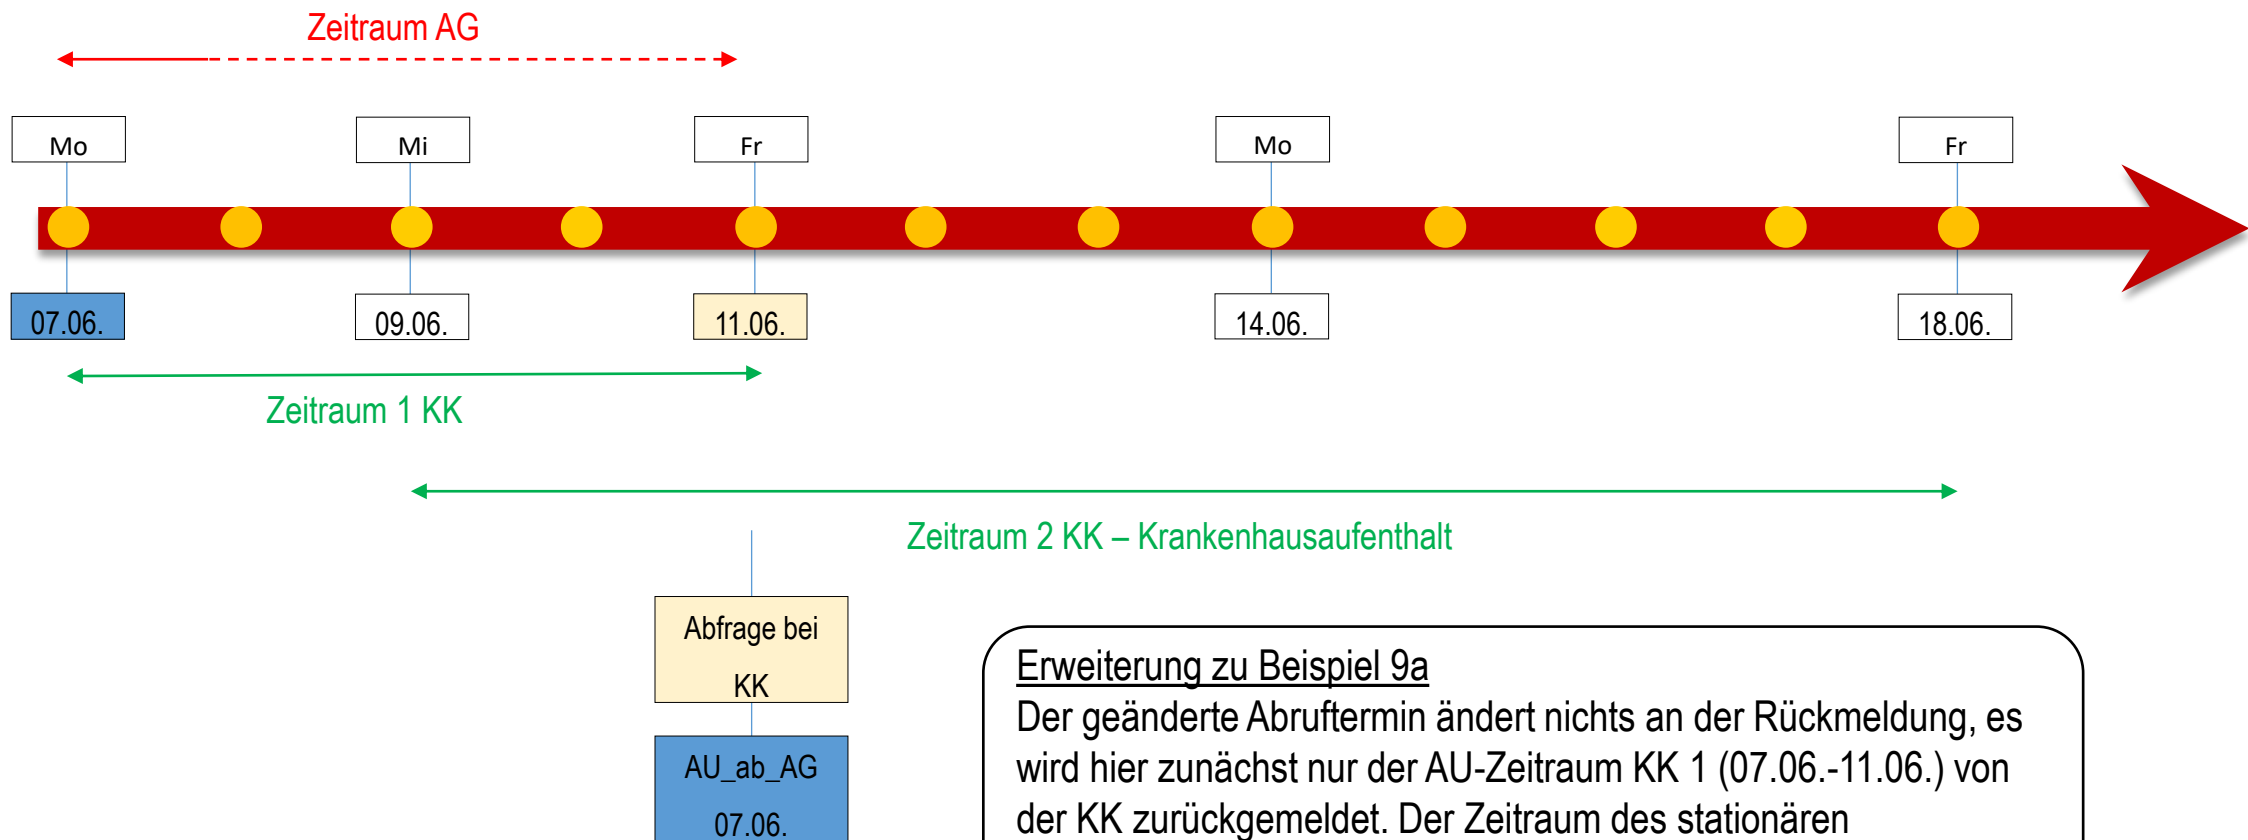 Zeitraum AG
Mo
Mi
Fr
Mo
Fr
07.06.
09.06.
11.06.
14.06.
18.06.
Zeitraum 1 KK
Zeitraum 2 KK – Krankenhausaufenthalt
Abfrage bei
KK
AU_ab_AG
07.06.
Erweiterung zu Beispiel 9a
Der geänderte Abruftermin ändert nichts an der Rückmeldung, es
wird hier zunächst nur der AU-Zeitraum KK 1 (07.06.-11.06.) von
der KK zurückgemeldet. Der Zeitraum des stationären